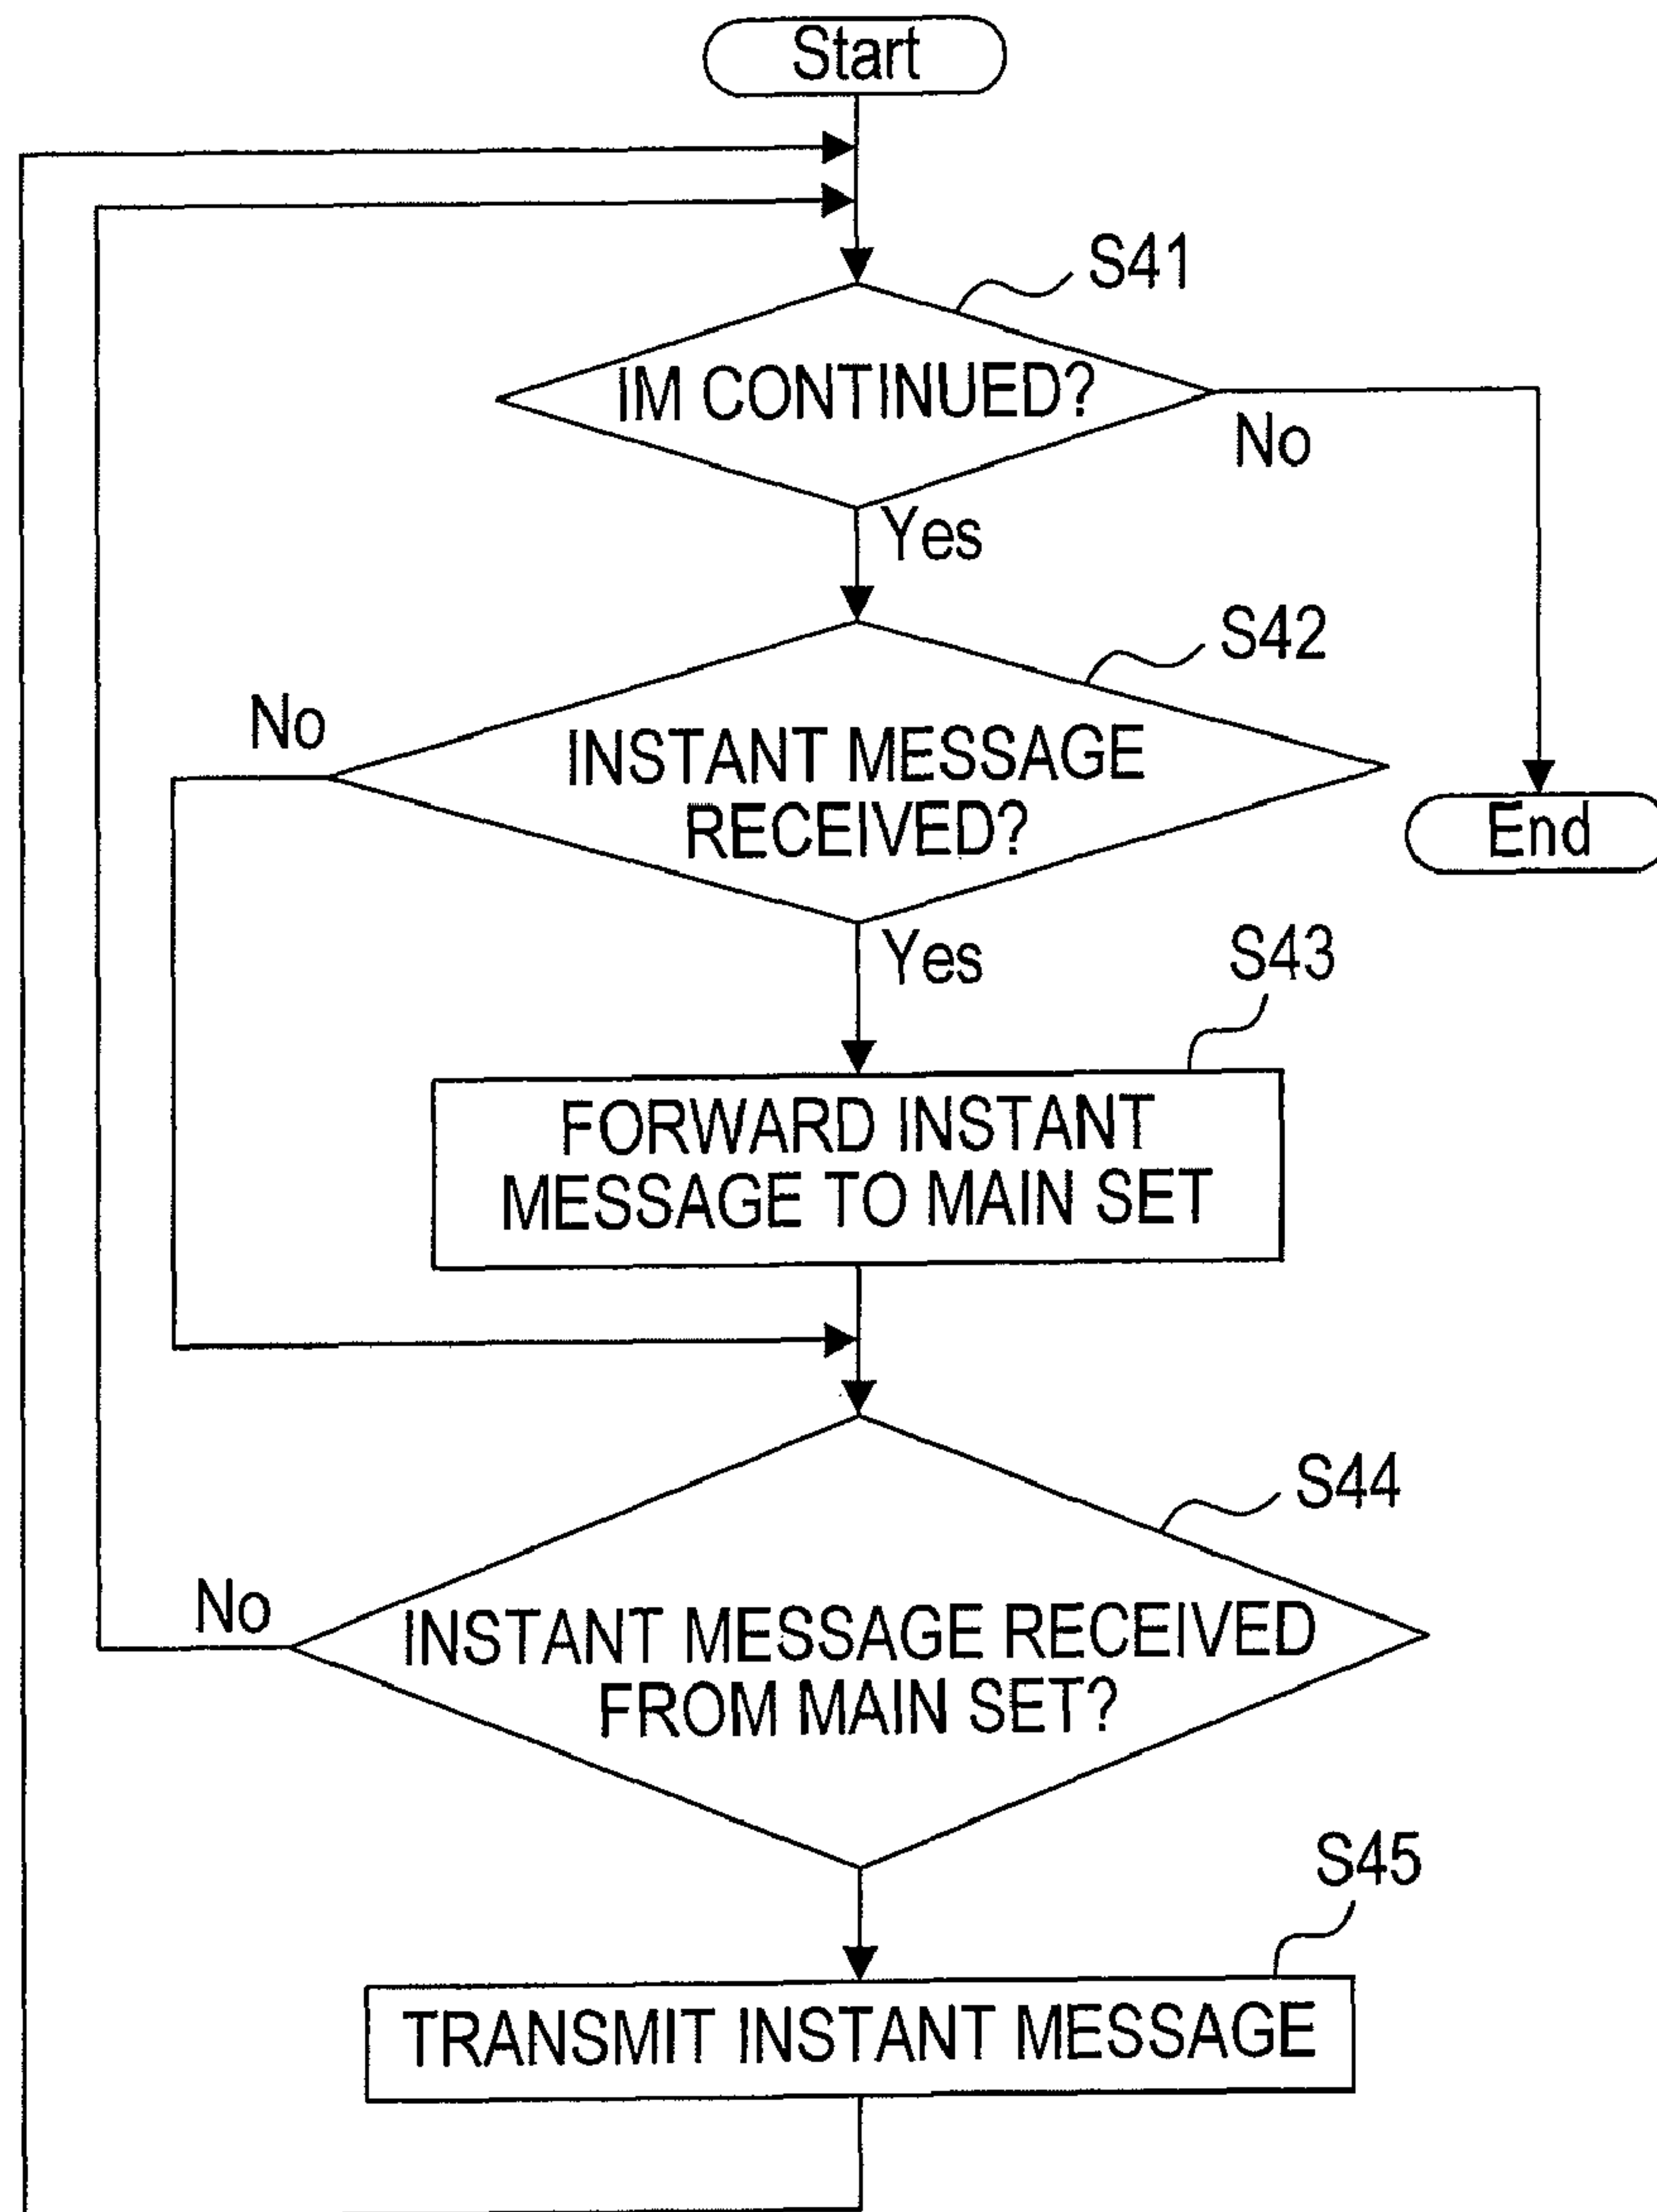 Start
S41
IM CONTINUED?
No
Yes
S42
No
INSTANT MESSAGE
RECEIVED?
End
Yes
S43
FORWARD INSTANT
MESSAGE TO MAIN SET
S44
No
INSTANT MESSAGE RECEIVED
FROM MAIN SET?
S45
TRANSMIT INSTANT MESSAGE